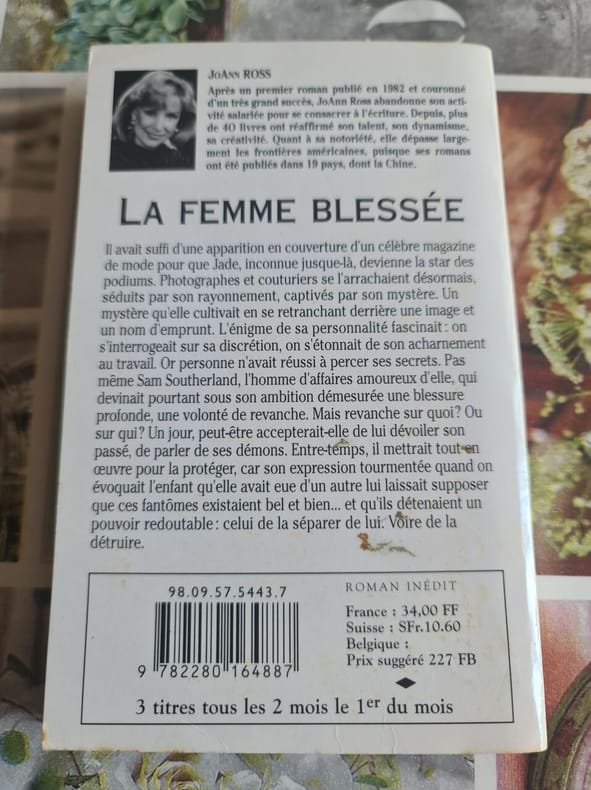 JoAnn ROSS
Après un premier roman publié en 1982 et couronné
d'un très grand succès, JoAnn Ross abandonne son acti-
vité salariée pour se consacrer à l'écriture. Depuis, plus
de 40 livres ont réaffirmé son talent, son dynamisme,
sa créativité. Quant à sa notoriété, elle dépasse large-
ment les frontières américaines, puisque ses romans
ont été publiés dans 19 pays, dont la Chine.
LA FEMME BLESSÉE
Il avait suffi d'une apparition en couverture d'un célèbre magazine
de mode pour que Jade, inconnue jusque-là, devienne la star des
podiums. Photographes et couturiers se l'arrachaient désormais,
séduits par son rayonnement, captivés par son mystère. Un
mystère qu'elle cultivait en se retranchant derrière une image et
un nom d'emprunt. L'énigme de sa personnalité fascinait : on
s'interrogeait sur sa discrétion, on s'étonnait de son acharnement
au travail. Or personne n'avait réussi à percer ses secrets. Pas
même Sam Southerland, l'homme d'affaires amoureux d'elle, qui
devinait pourtant sous son ambition démesurée une blessure
profonde, une volonté de revanche. Mais revanche sur quoi? Ou
sur qui? Un jour, peut-être accepterait-elle de lui dévoiler son
passé, de parler de ses démons. Entre-temps, il mettrait tout en
œuvre pour la protéger, car son expression tourmentée quand on
évoquait l'enfant qu'elle avait eue d'un autre lui laissait supposer
que ces fantômes existaient bel et bien... et qu'ils détenaient un
pouvoir redoutable : celui de la séparer de lui. Voire de la
détruire.
98.09.57.5443.7
9 782280 164887
ROMAN INÉDIT
France : 34,00 FF
Suisse : SFr.10.60
Belgique :
Prix suggéré 227 FB
3 titres tous les 2 mois le 1er du mois